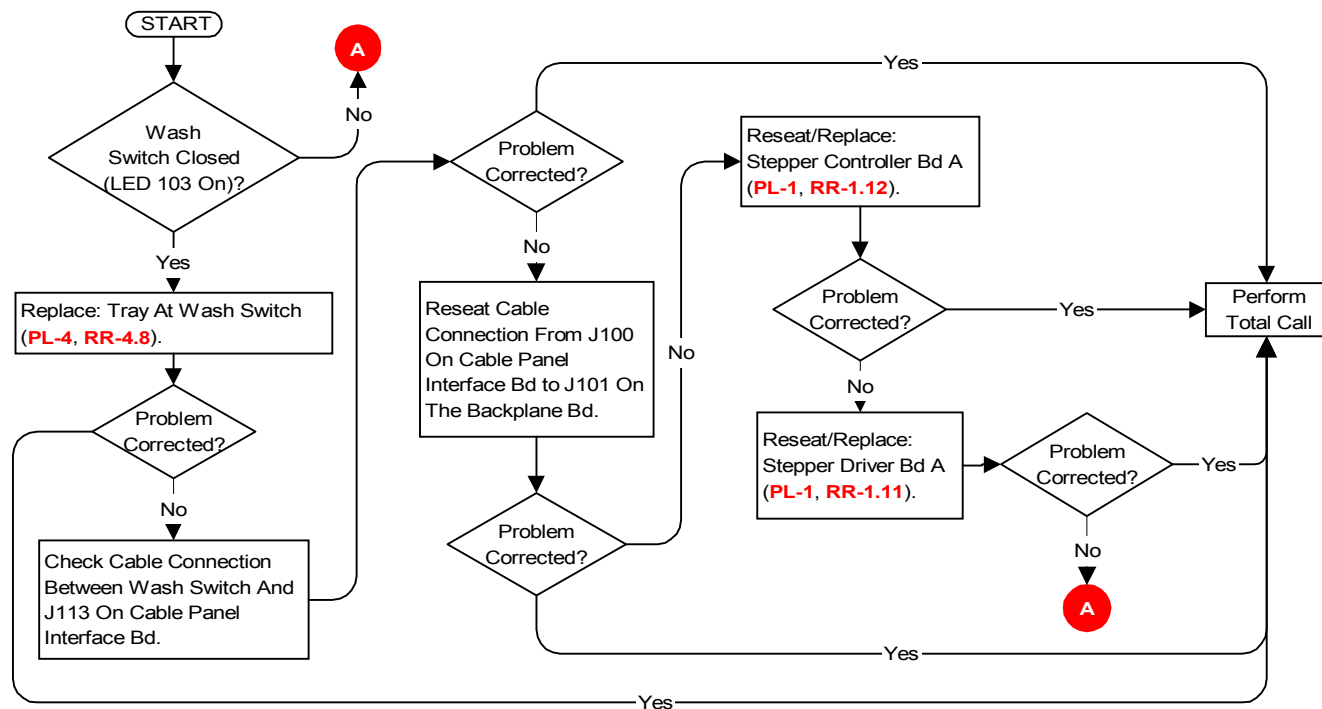 START
A
No
Wash
Switch Closed
(LED 103 On)?
Yes
Replace: Tray At Wash Switch
(PL-4, RR-4.8).
Problem
Corrected?
No
Check Cable Connection
Between Wash Switch And
J113 On Cable Panel
Interface Bd.
Yes
Problem
Corrected?
Yes
No
Reseat Cable
Connection From J100
On Cable Panel
Interface Bd to J101 On
The Backplane Bd.
Problem
Corrected?
Yes
No
Reseat/Replace:
Stepper Controller Bd A
(PL-1, RR-1.12).
Problem
Corrected?
Yes
No
Reseat/Replace:
Stepper Driver Bd A
(PL-1, RR-1.11).
Problem
Corrected?
Yes
No
A
Perform
Total Call